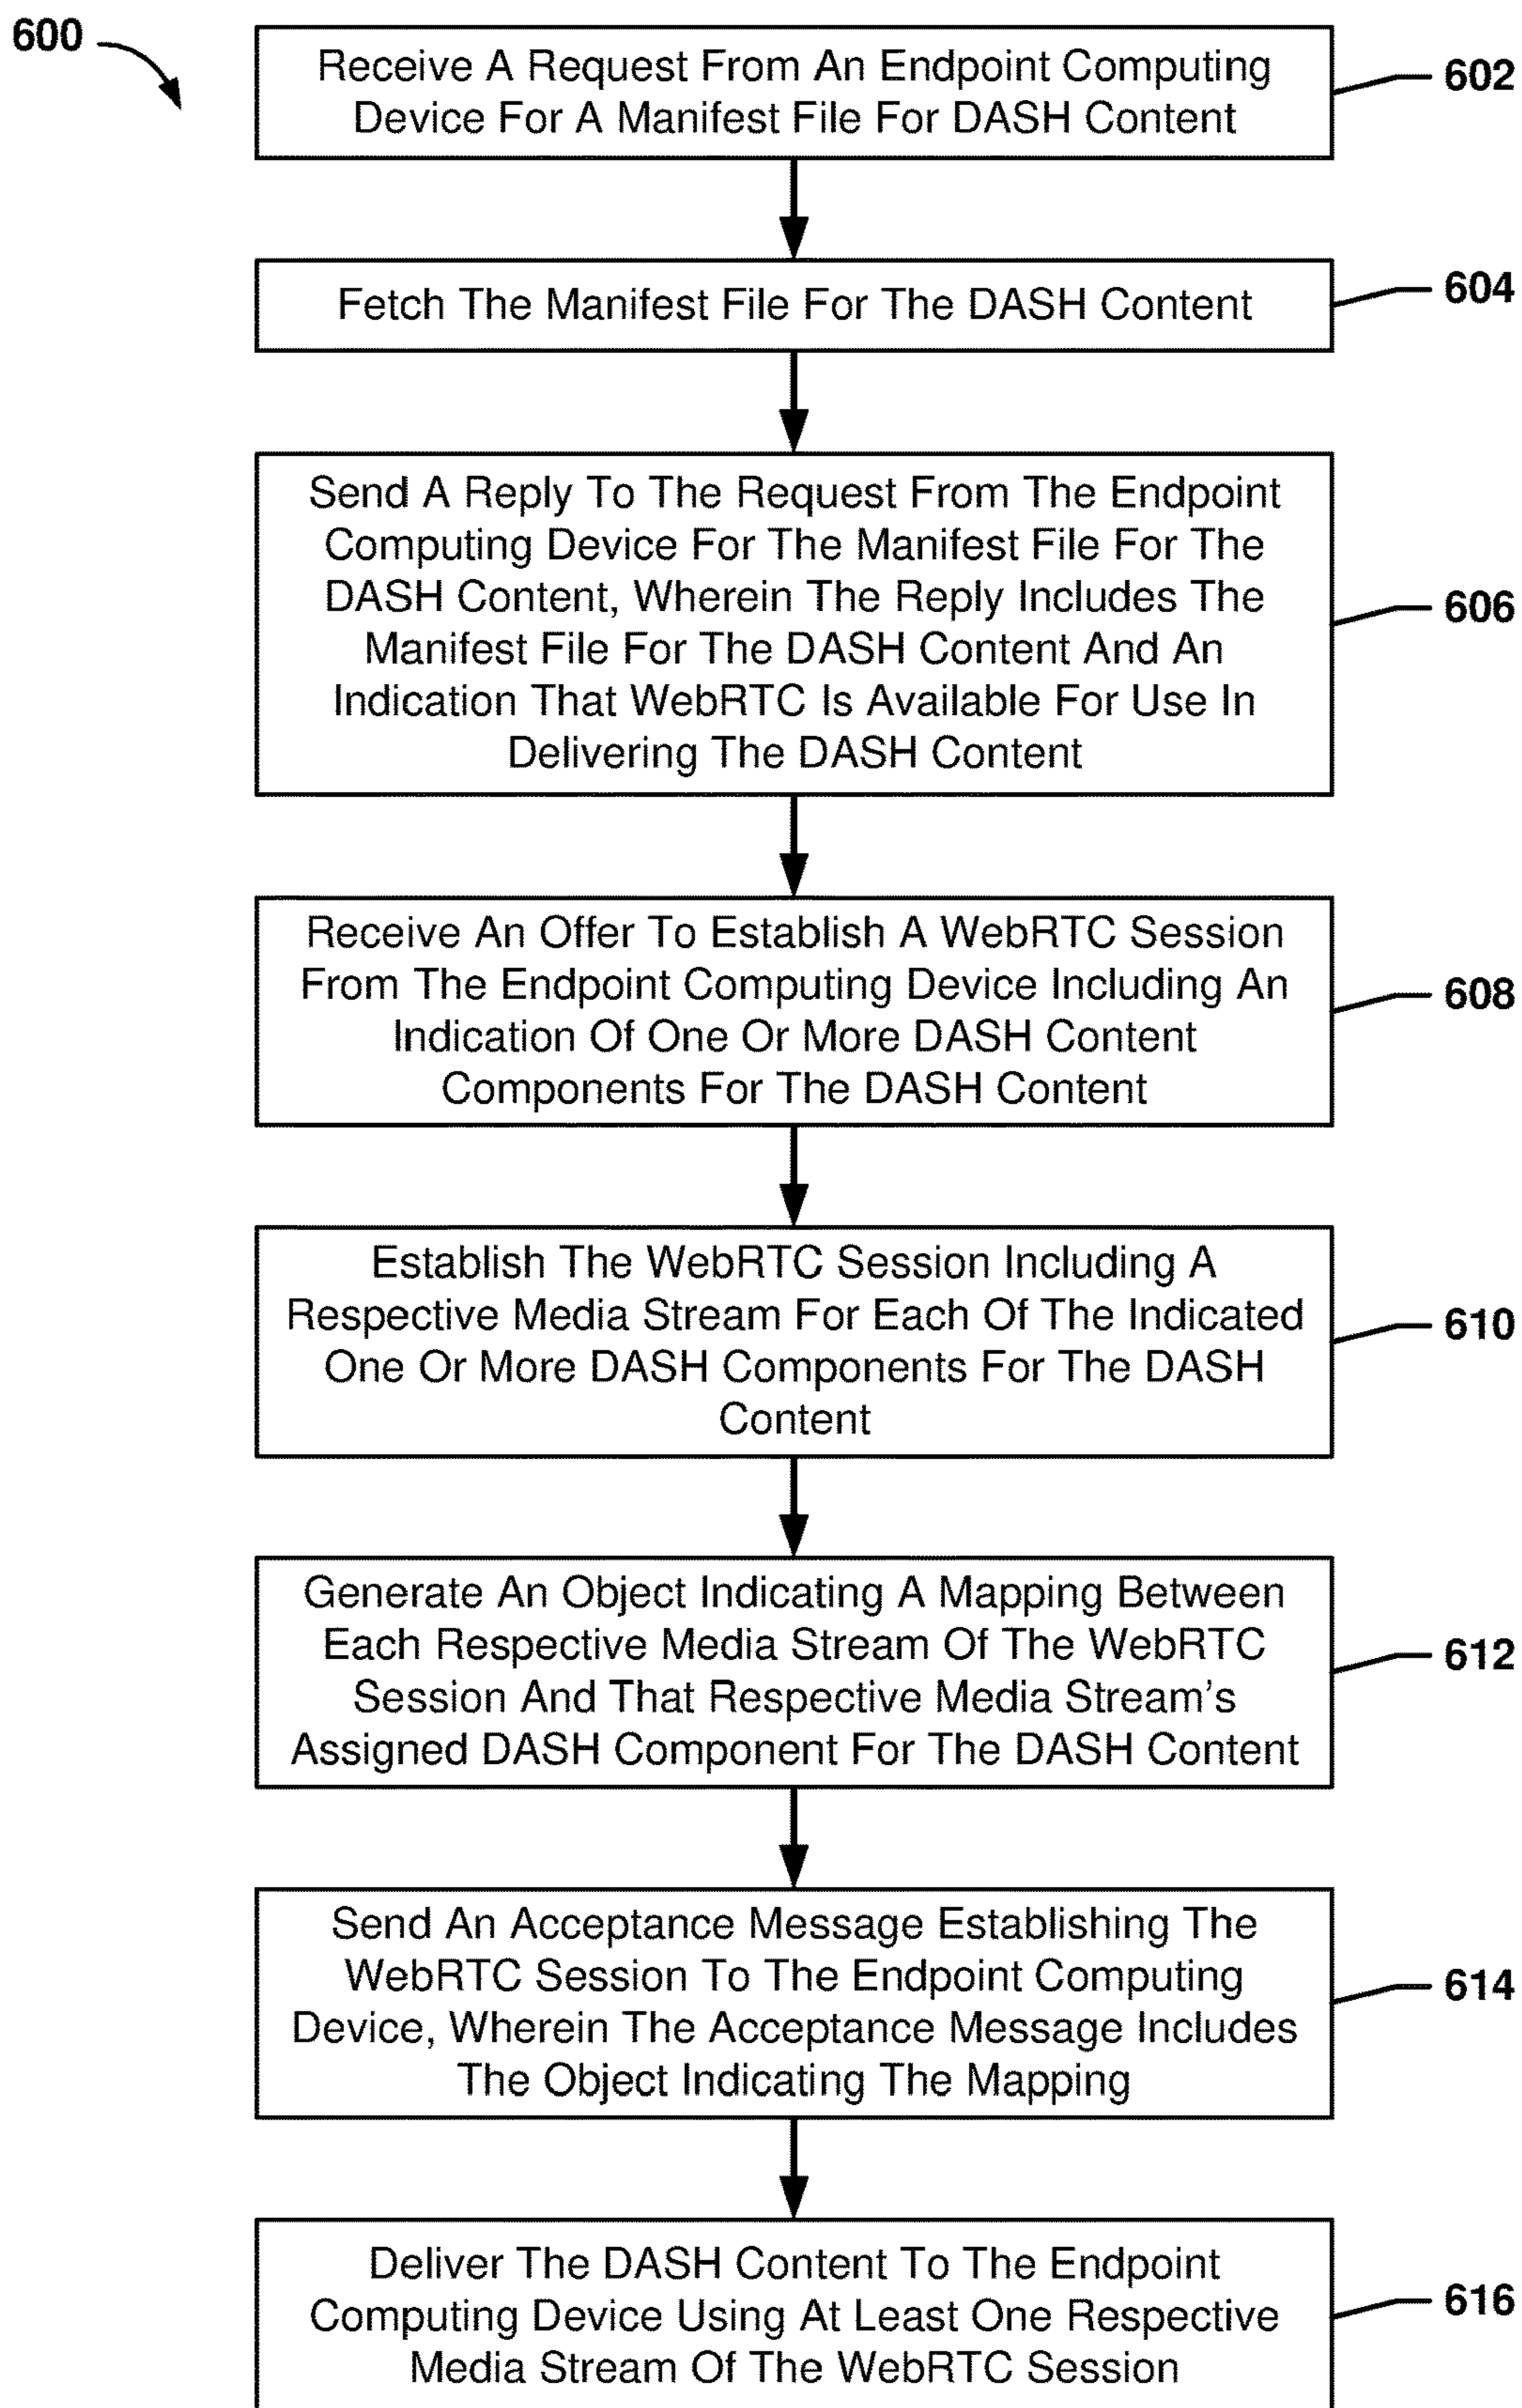 600
Receive A Request From An Endpoint Computing
Device For A Manifest File For DASH Content
602
Fetch The Manifest File For The DASH Content
604
Send A Reply To The Request From The Endpoint
Computing Device For The Manifest File For The
DASH Content, Wherein The Reply Includes The
Manifest File For The DASH Content And An
Indication That WebRTC Is Available For Use In
Delivering The DASH Content
606
Receive An Offer To Establish A WebRTC Session
From The Endpoint Computing Device Including An
Indication Of One Or More DASH Content
Components For The DASH Content
608
Establish The WebRTC Session Including A
Respective Media Stream For Each Of The Indicated
One Or More DASH Components For The DASH
Content
610
Generate An Object Indicating A Mapping Between
Each Respective Media Stream Of The WebRTC
Session And That Respective Media Stream's
Assigned DASH Component For The DASH Content
612
Send An Acceptance Message Establishing The
WebRTC Session To The Endpoint Computing
Device, Wherein The Acceptance Message Includes
The Object Indicating The Mapping
614
Deliver The DASH Content To The Endpoint
Computing Device Using At Least One Respective
Media Stream Of The WebRTC Session
616